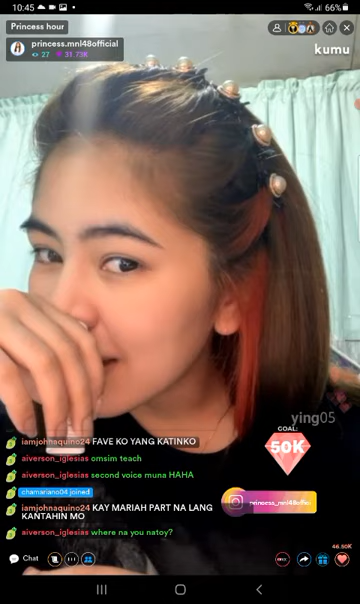 10:45
66%
Princess hour
princess.mnl48official
27 31.73K
kumu
ying05
GOAL:
50K
iamjohnaquino24 FAVE KO YANG KATINKO
aiverson_iglesias omsim teach
aiverson_iglesias second voice muna HAHA
chamariano04 joined
iamjohnaquino24 KAY MARIAH PART NA LANG
KANTAHIN MO
aiverson_iglesias where na you natoy?
46.50K
Chat